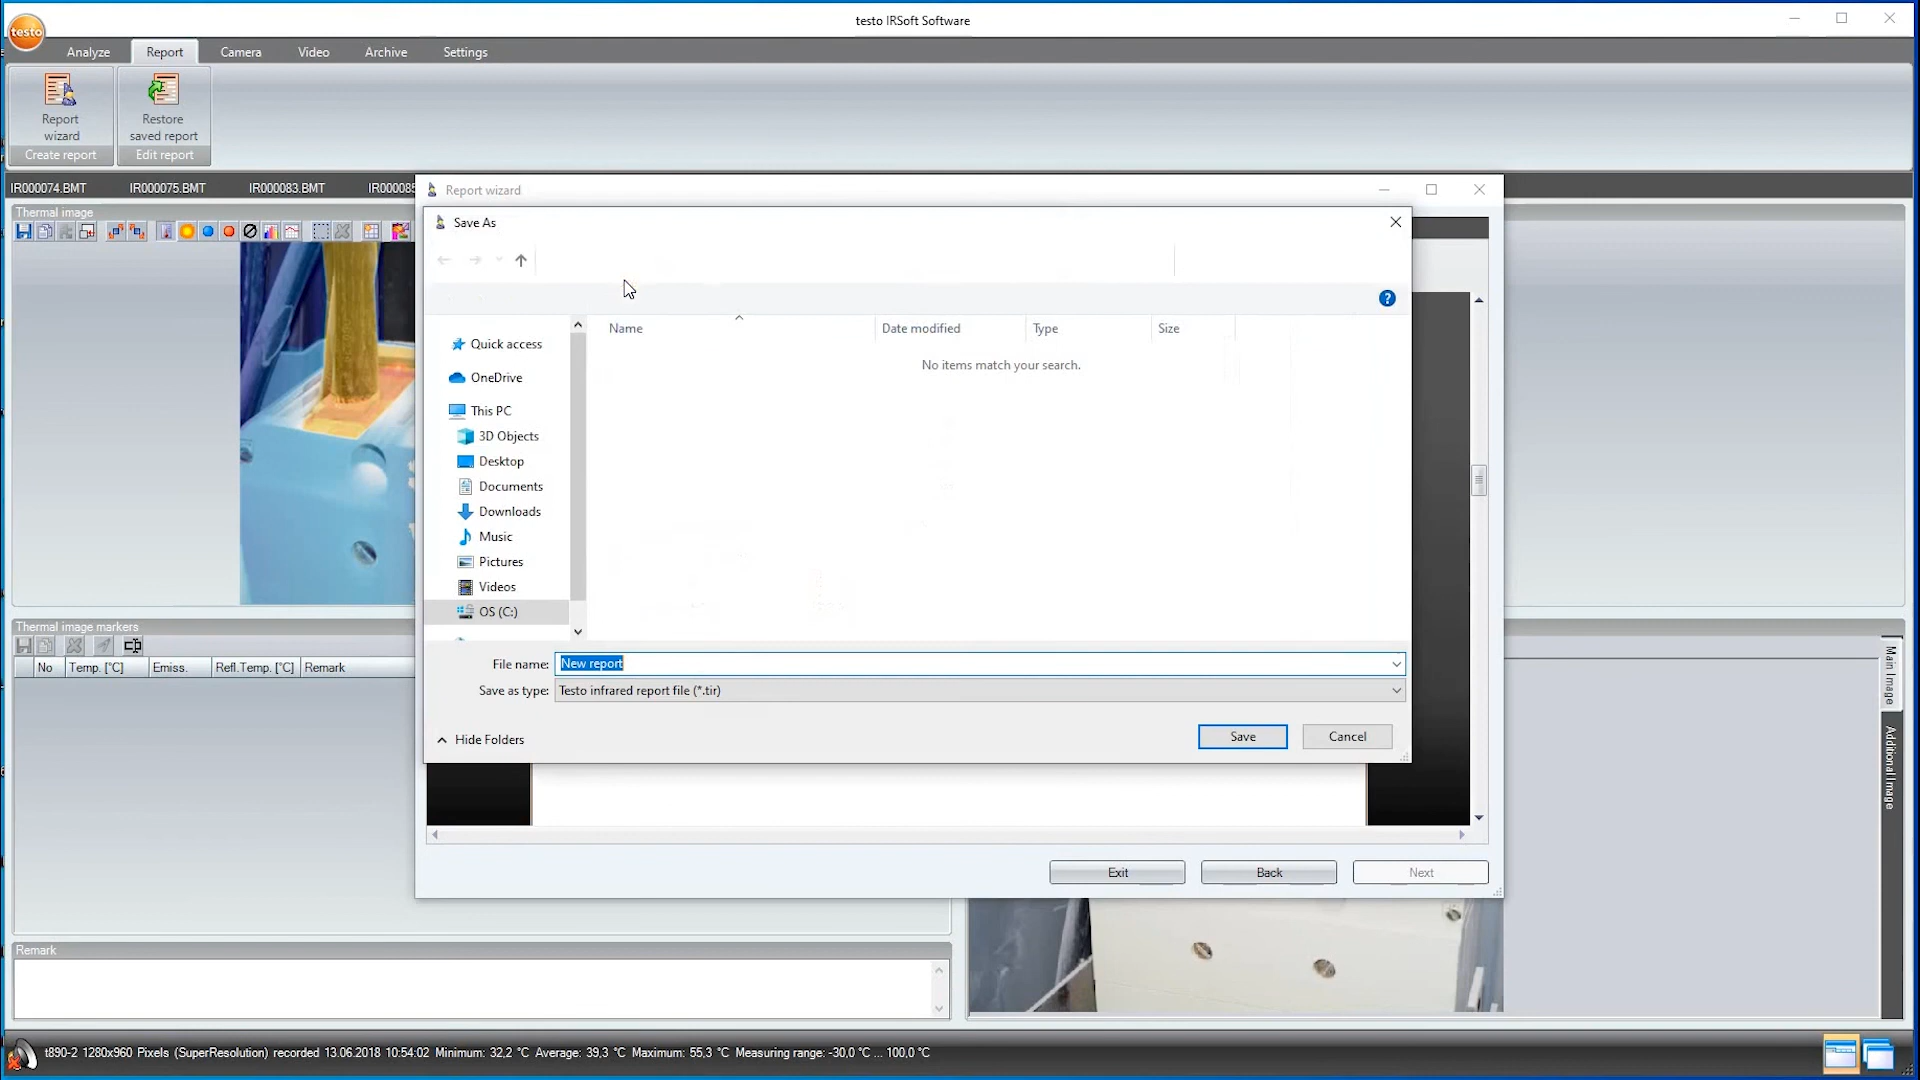 testo IRSoft Software
testo
Analyze
Report
Camera
Video
Archive
Settings
Report
wizard
Create report
Restore
saved report
Edit report
IR000074.BMT
IR000075.BMT
IR000083.BMT
IR000085
Thermal image
Report wizard
Save As
Name
Date modified
Type
Size
No items match your search.
Quick access
OneDrive
This PC
3D Objects
Desktop
Documents
Downloads
Music
Pictures
Videos
OS (C:)
File name:
New report
Save as type:
Testo infrared report file (*.tir)
Hide Folders
Save
Cancel
Thermal image markers
No
Temp. [°C]
Emiss.
Refl.Temp. [°C]
Remark
Main Image
Additional Image
Exit
Back
Next
Remark
t890-2 1280x960 Pixels (SuperResolution) recorded 13.06.2018 10:54:02 Minimum: 32,2 °C Average: 39,3 °C Maximum: 55,3 °C Measuring range: -30,0 °C ... 100,0 °C